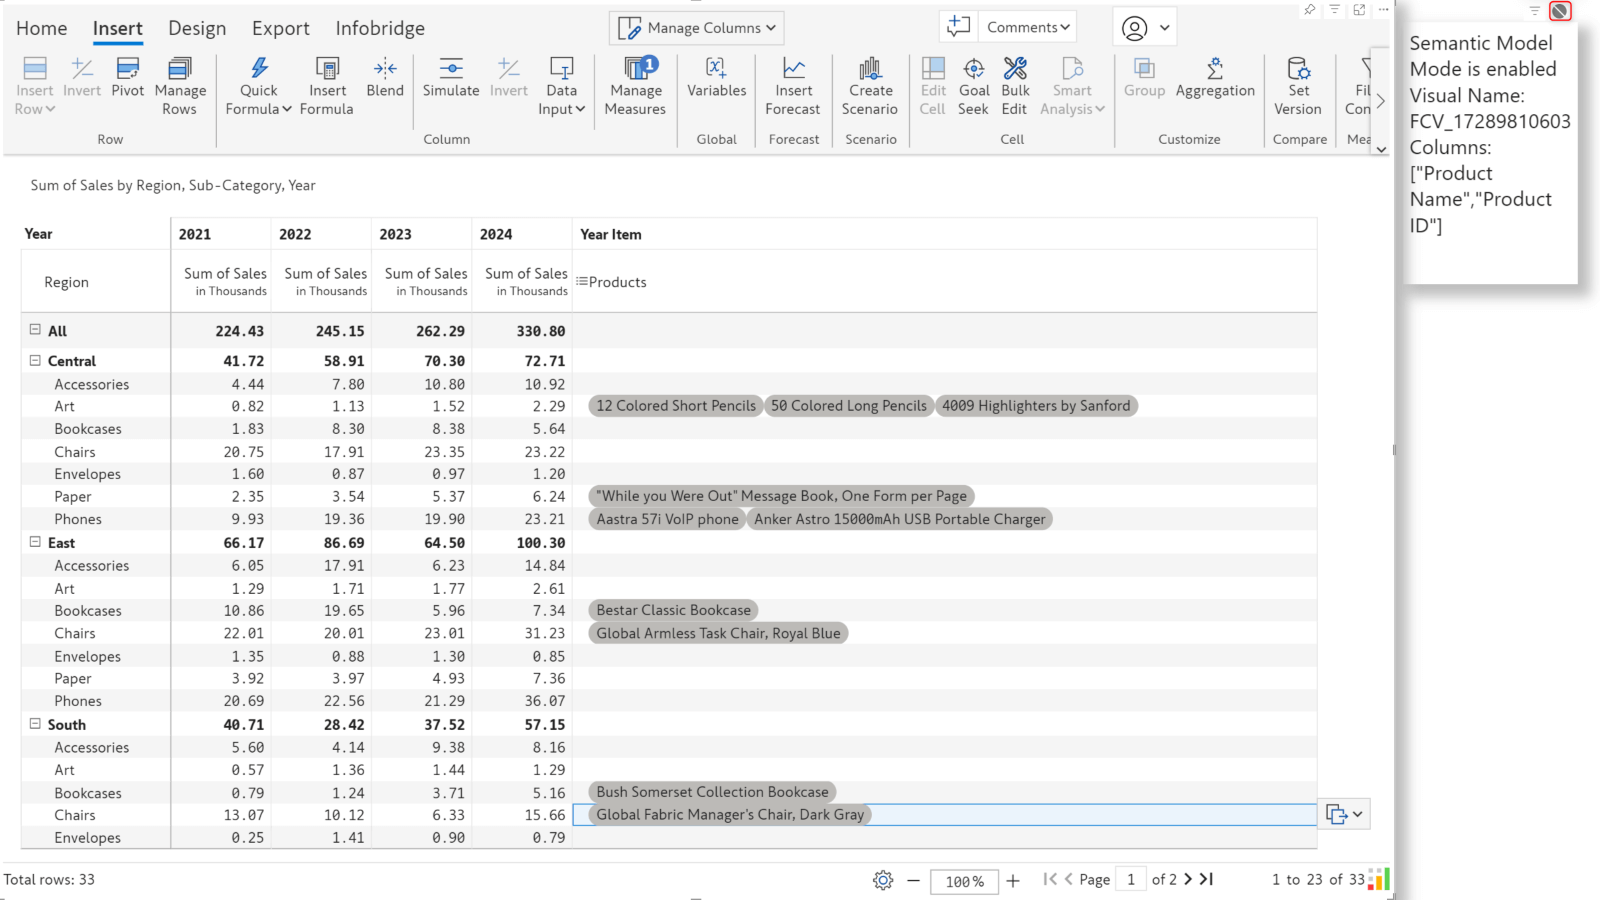 Home Insert Design Export Infobridge Manage Columns Comments
Insert Row Invert Pivot Manage Rows Quick Formula Insert Formula Blend Simulate Invert Data Input Manage Measures 1 Variables Insert Forecast Create Scenario Edit Cell Goal Seek Bulk Edit Smart Analysis Group Aggregation Set Version Fil Con
Row Column Global Forecast Scenario Cell Customize Compare Mea
Sum of Sales by Region, Sub-Category, Year
Year 2021 2022 2023 2024 Year Item
Region Sum of Sales in Thousands Sum of Sales in Thousands Sum of Sales in Thousands Sum of Sales in Thousands Products
All 224.43 245.15 262.29 330.80
Central 41.72 58.91 70.30 72.71
Accessories 4.44 7.80 10.80 10.92
Art 0.82 1.13 1.52 2.29 12 Colored Short Pencils 50 Colored Long Pencils 4009 Highlighters by Sanford
Bookcases 1.83 8.30 8.38 5.64
Chairs 20.75 17.91 23.35 23.22
Envelopes 1.60 0.87 0.97 1.20
Paper 2.35 3.54 5.37 6.24 "While you Were Out" Message Book, One Form per Page
Phones 9.93 19.36 19.90 23.21 Aastra 57i VoIP phone Anker Astro 15000mAh USB Portable Charger
East 66.17 86.69 64.50 100.30
Accessories 6.05 17.91 6.23 14.84
Art 1.29 1.71 1.77 2.61
Bookcases 10.86 19.65 5.96 7.34 Bestar Classic Bookcase
Chairs 22.01 20.01 23.01 31.23 Global Armless Task Chair, Royal Blue
Envelopes 1.35 0.88 1.30 0.85
Paper 3.92 3.97 4.93 7.36
Phones 20.69 22.56 21.29 36.07
South 40.71 28.42 37.52 57.15
Accessories 5.60 4.14 9.38 8.16
Art 0.57 1.36 1.44 1.29
Bookcases 0.79 1.24 3.71 5.16 Bush Somerset Collection Bookcase
Chairs 13.07 10.12 6.33 15.66 Global Fabric Manager's Chair, Dark Gray
Envelopes 0.25 1.41 0.90 0.79
Total rows: 33 100% Page 1 of 2 1 to 23 of 33
Semantic Model
Mode is enabled
Visual Name:
FCV_17289810603
Columns:
["Product
Name","Product
ID"]